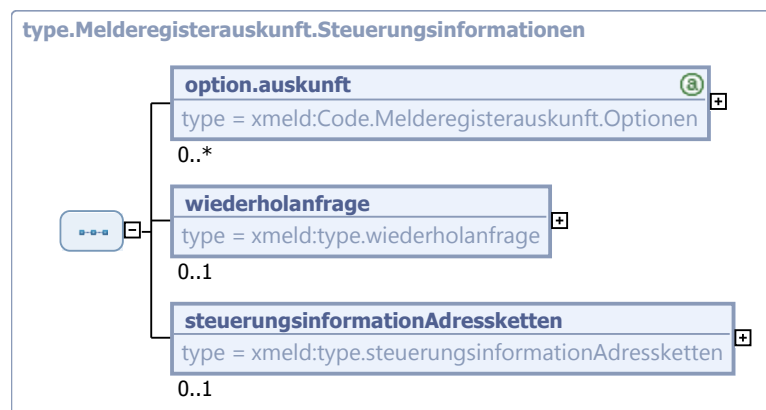 type.Melderegisterauskunft.Steuerungsinformationen
option.auskunft a
type = xmeld:Code.Melderegisterauskunft.Optionen
0..*
wiederholanfrage
type = xmeld:type.wiederholanfrage
0..1
steuerungsinformationAdressketten
type = xmeld:type.steuerungsinformationAdressketten
0..1